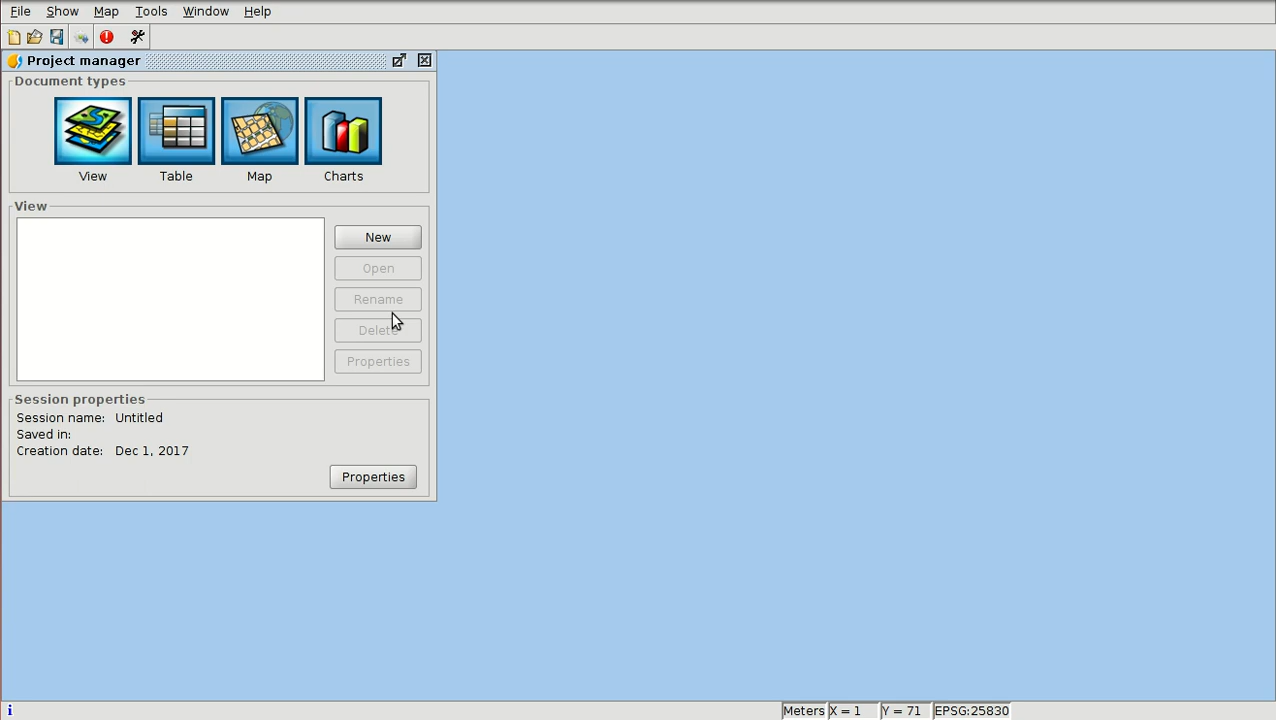 File Show Map Tools Window Help
Project manager
Document types
View Table Map Charts
View
New
Open
Rename
Delete
Properties
Session properties
Session name: Untitled
Saved in:
Creation date: Dec 1, 2017
Properties
Meters X = 1 Y = 71 EPSG:25830